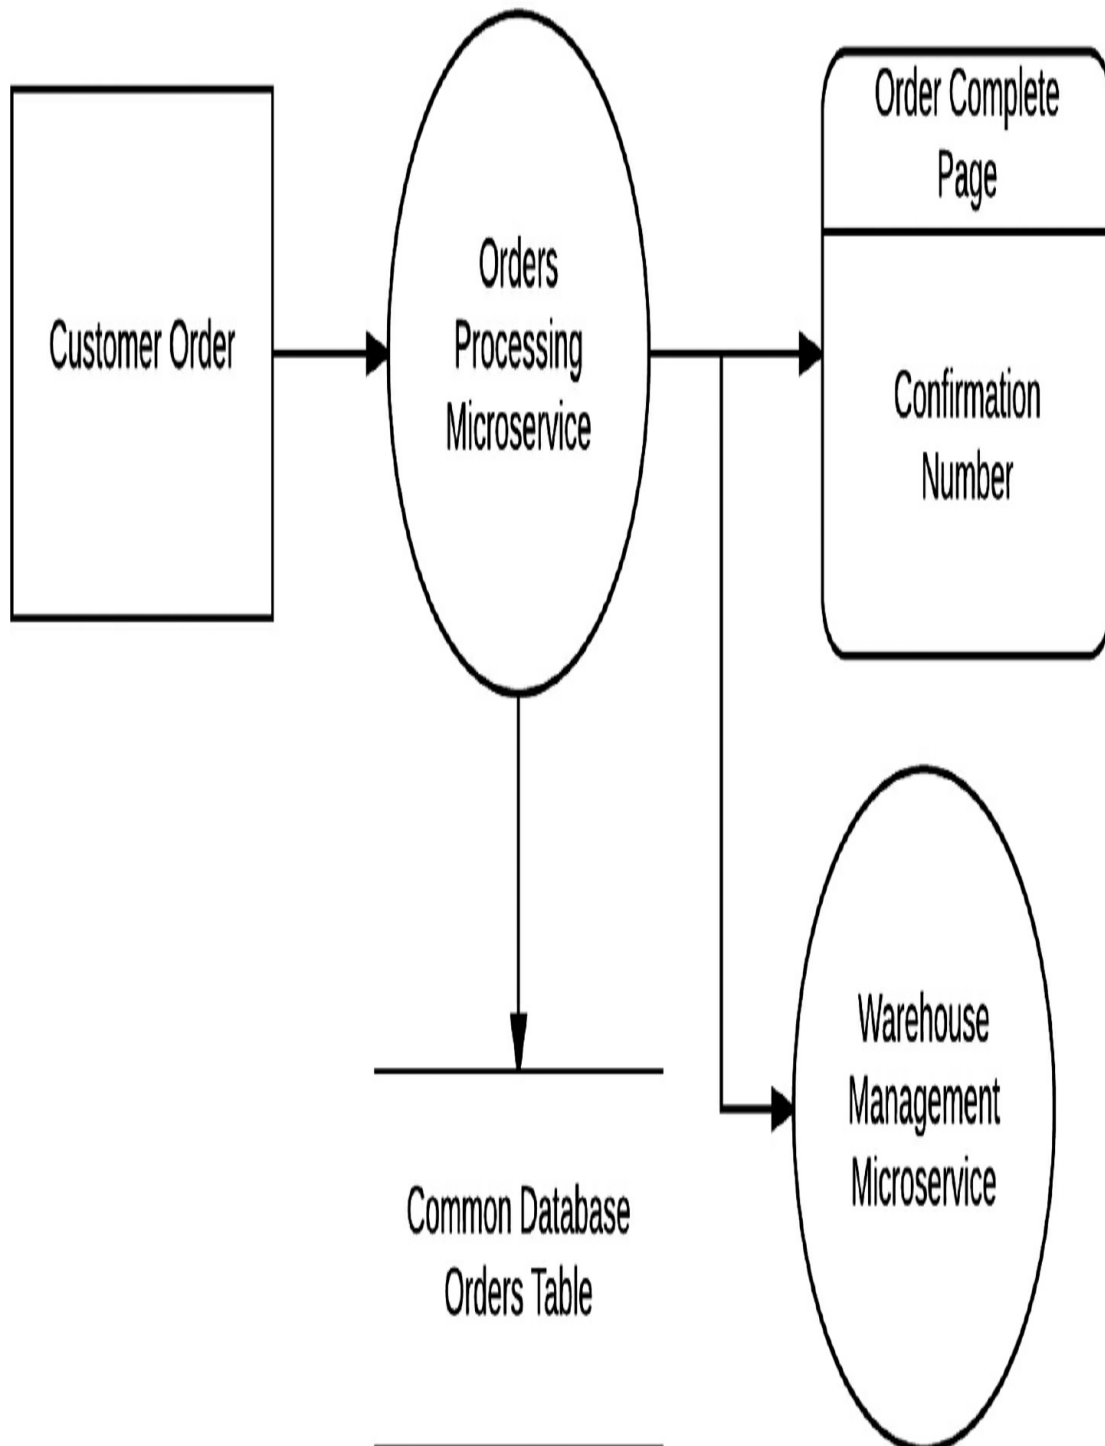 Order Complete
Page
Customer Order
Orders
Processing
Microservice
Confirmation
Number
Common Database
Orders Table
Warehouse
Management
Microservice